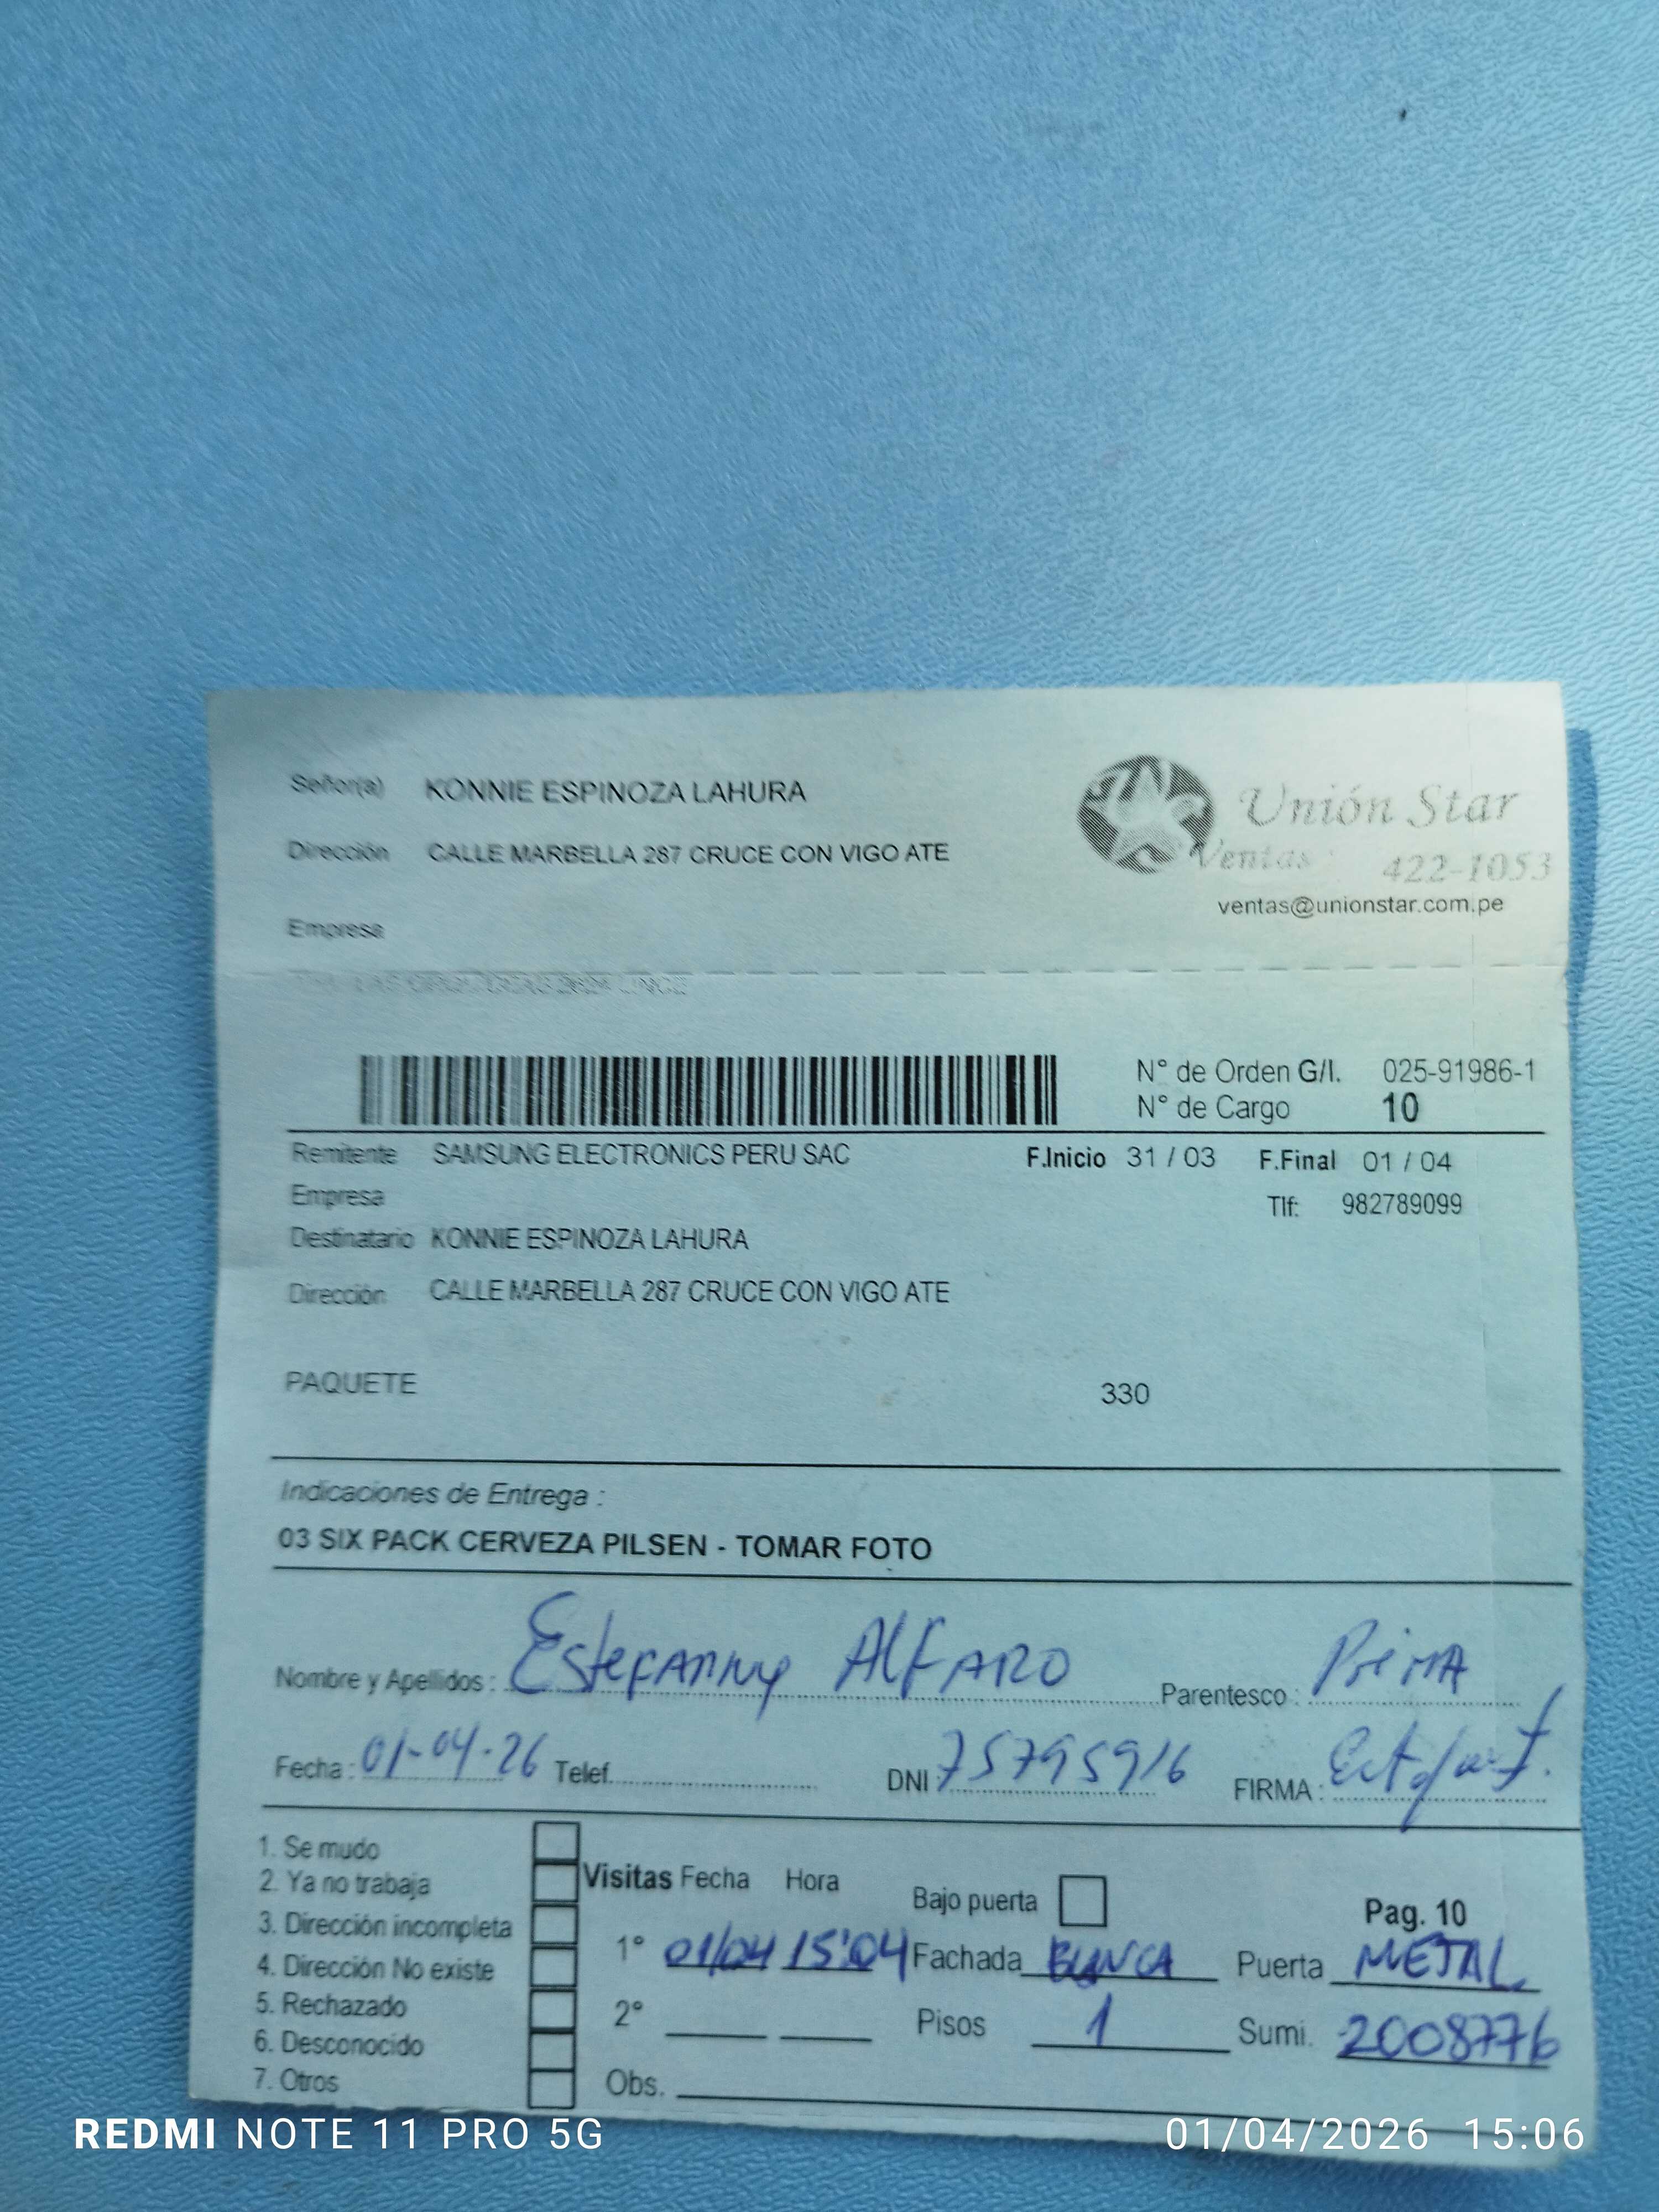 Señor(a) KONNIE ESPINOZA LAHURA
Unión Star
Dirección CALLE MARBELLA 287 CRUCE CON VIGO ATE
Ventas : 422-1053
ventas@unionstar.com.pe
Empresa
N° de Orden G/I. 025-91986-1
N° de Cargo 10
Remitente SAMSUNG ELECTRONICS PERU SAC F.Inicio 31 / 03 F.Final 01 / 04
Empresa
Tlf: 982789099
Destinatario KONNIE ESPINOZA LAHURA
Dirección CALLE MARBELLA 287 CRUCE CON VIGO ATE
PAQUETE 330
Indicaciones de Entrega :
03 SIX PACK CERVEZA PILSEN - TOMAR FOTO
Nombre y Apellidos : Estefanny Alfaro Parentesco : Prima
Fecha : 01-04-26 Telef. DNI 75795916 FIRMA :
1. Se mudo
2. Ya no trabaja
3. Dirección incompleta
4. Dirección No existe
5. Rechazado
6. Desconocido
7. Otros
Visitas Fecha Hora Bajo puerta Pag. 10
1° 01/04 15:04 Fachada BLANCA Puerta METAL
2° Pisos 1 Sumi. 2008776
Obs.
REDMI NOTE 11 PRO 5G 01/04/2026 15:06